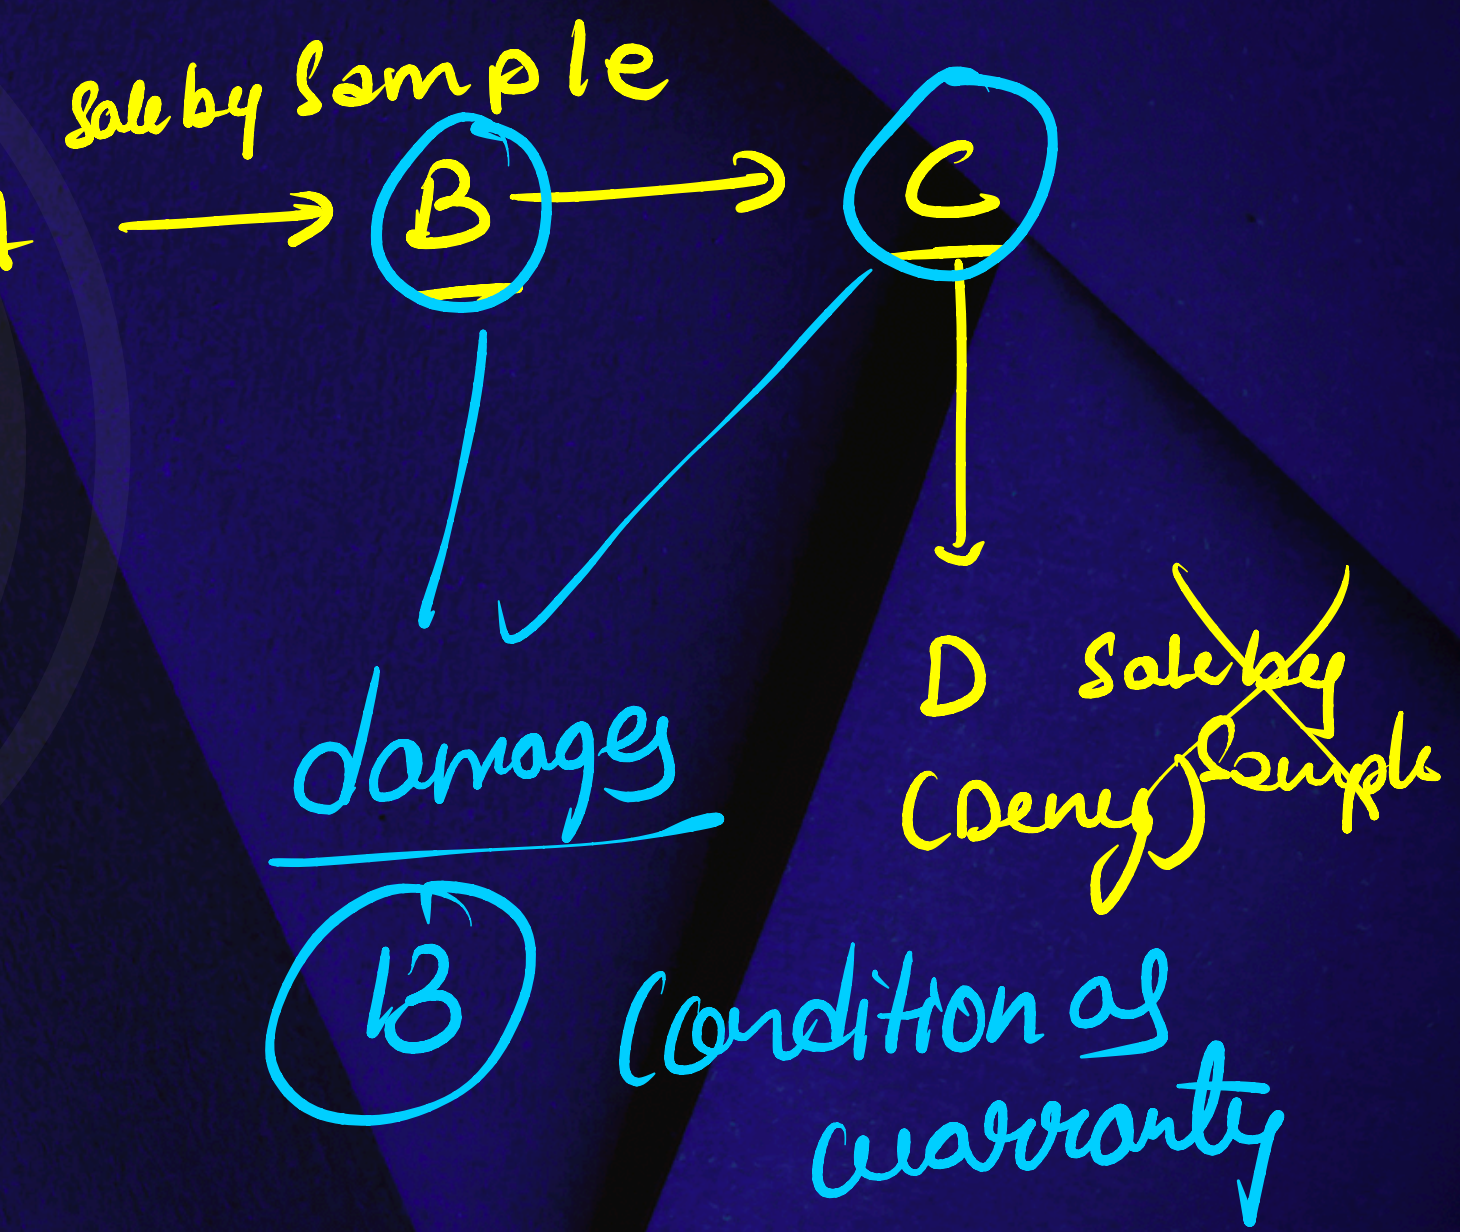 Sale by Sample
A → B → C
D Sale by
(Deny) Sample
damages
B (Condition as
warranty